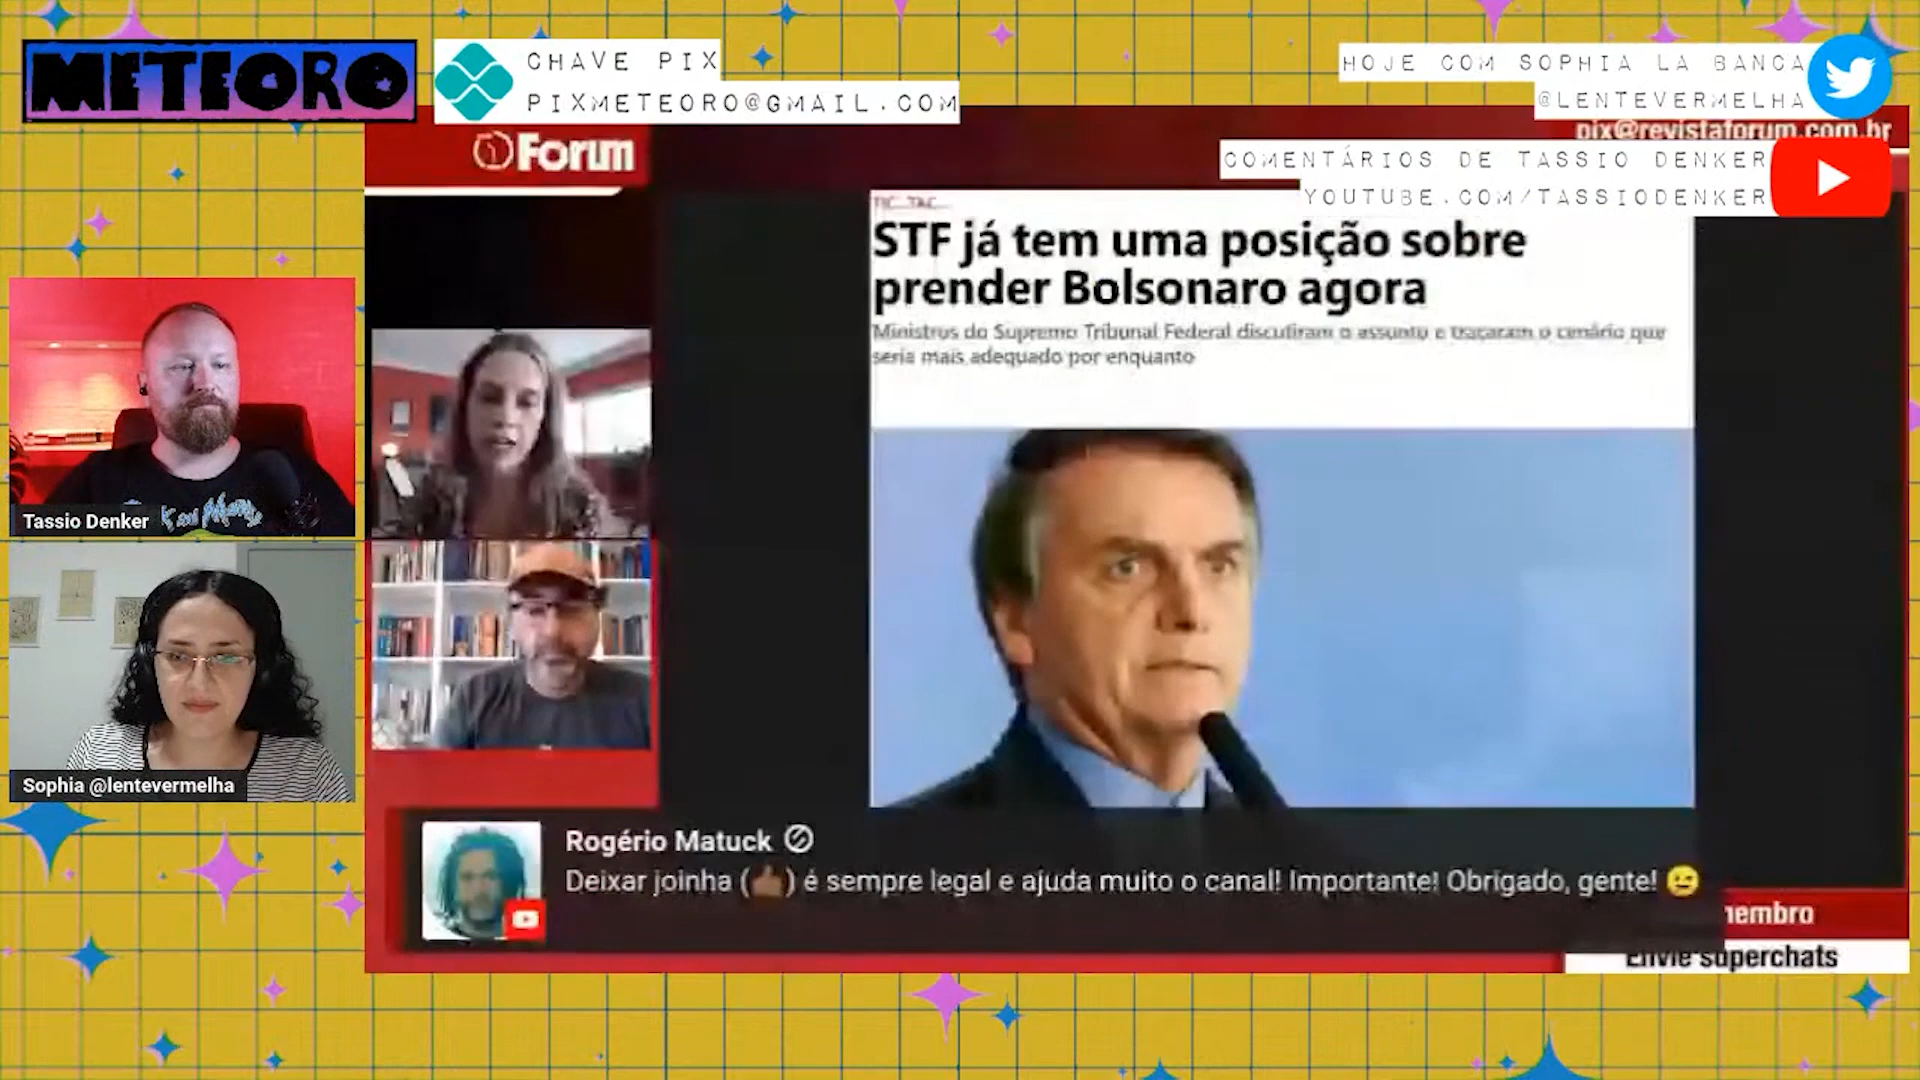 METEORO
CHAVE PIX
PIXMETEORO@GMAIL.COM
HOJE COM SOPHIA LA BANCA
@LENTEVERMELHA
pix@revistaforum.com.br
COMENTÁRIOS DE TASSIO DENKER
YOUTUBE.COM/TASSIODENKER
Forum
TIC_TAC
STF já tem uma posição sobre
prender Bolsonaro agora
Ministros do Supremo Tribunal Federal discutiram o assunto e traçaram o cenário que
seria mais adequado por enquanto
Tassio Denker
Sophia @lentevermelha
Rogério Matuck
Deixar joinha (👍🏾) é sempre legal e ajuda muito o canal! Importante! Obrigado, gente! 😉
membro
Envie superchats